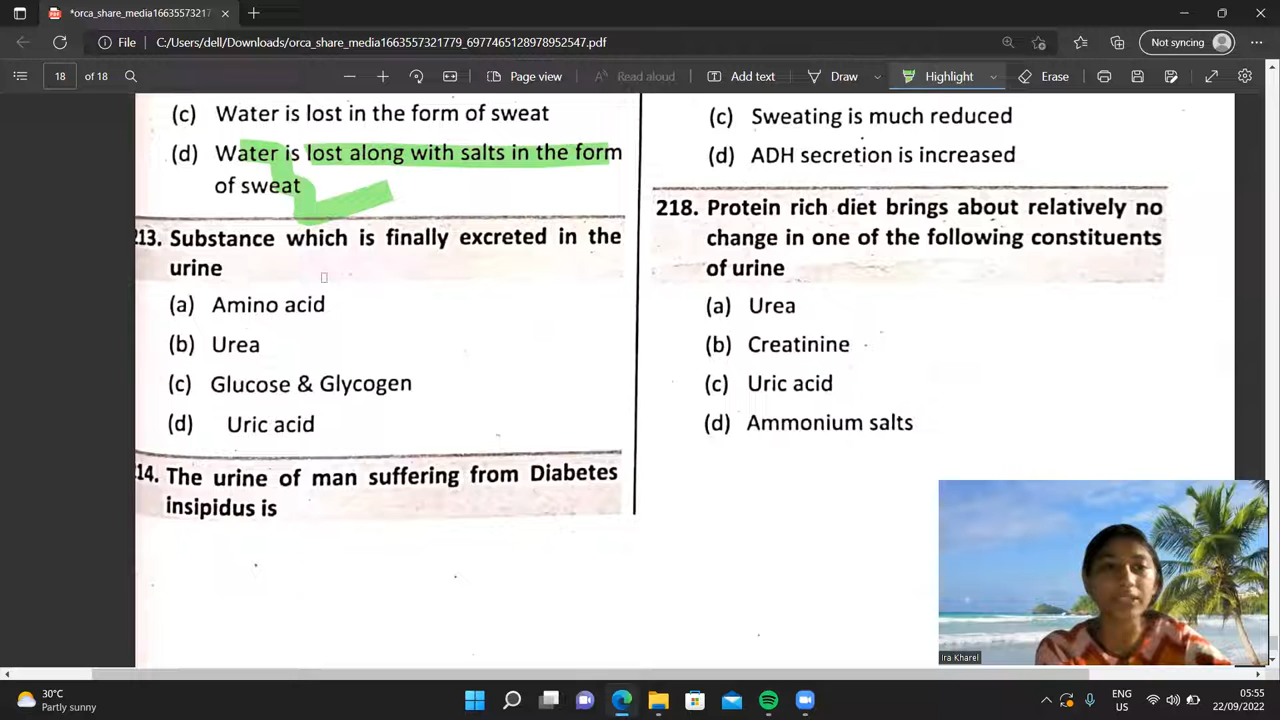 *orca_share_media1663557321
File
C:/Users/dell/Downloads/orca_share_media1663557321779_6977465128978952547.pdf
Not syncing
18 of 18
Page view
Read aloud
Add text
Draw
Highlight
Erase
(c) Water is lost in the form of sweat
(d) Water is lost along with salts in the form
of sweat
13. Substance which is finally excreted in the
urine
(a) Amino acid
(b) Urea
(c) Glucose & Glycogen
(d) Uric acid
14. The urine of man suffering from Diabetes
insipidus is
(c) Sweating is much reduced
(d) ADH secretion is increased
218. Protein rich diet brings about relatively no
change in one of the following constituents
of urine
(a) Urea
(b) Creatinine
(c) Uric acid
(d) Ammonium salts
Ira Kharel
30°C
Partly sunny
ENG
US
05:55
22/09/2022